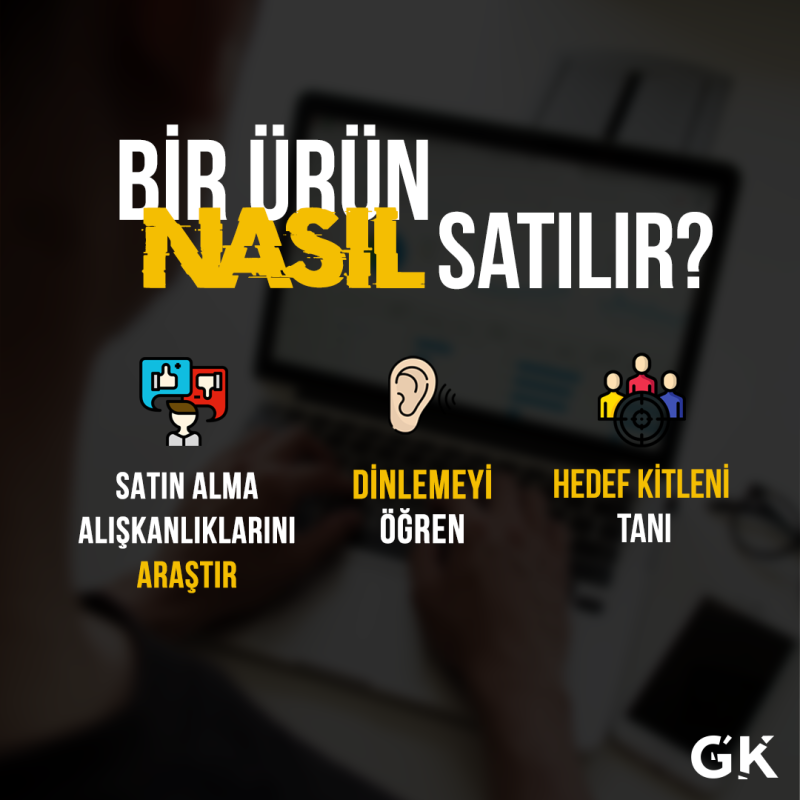 BİR ÜRÜN
NASIL SATILIR?
SATIN ALMA
ALIŞKANLIKLARINI
ARAŞTIR
DİNLEMEYİ
ÖĞREN
HEDEF KİTLENİ
TANI
GK